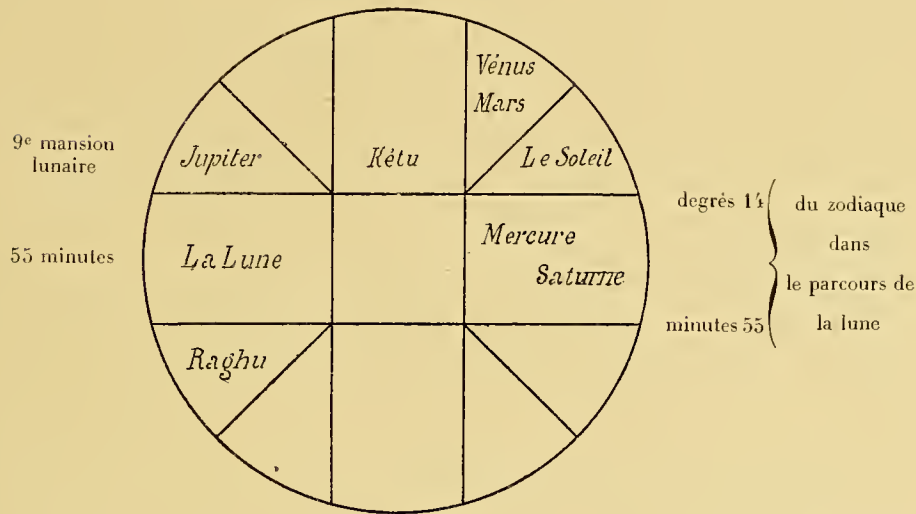 Vénus
Mars
9e mansion
lunaire
Jupiter
Kétu
Le Soleil
degrés 14
du zodiaque
dans
55 minutes
La Lune
Mercure
Saturne
le parcours de
minutes 55
la lune
Raghu